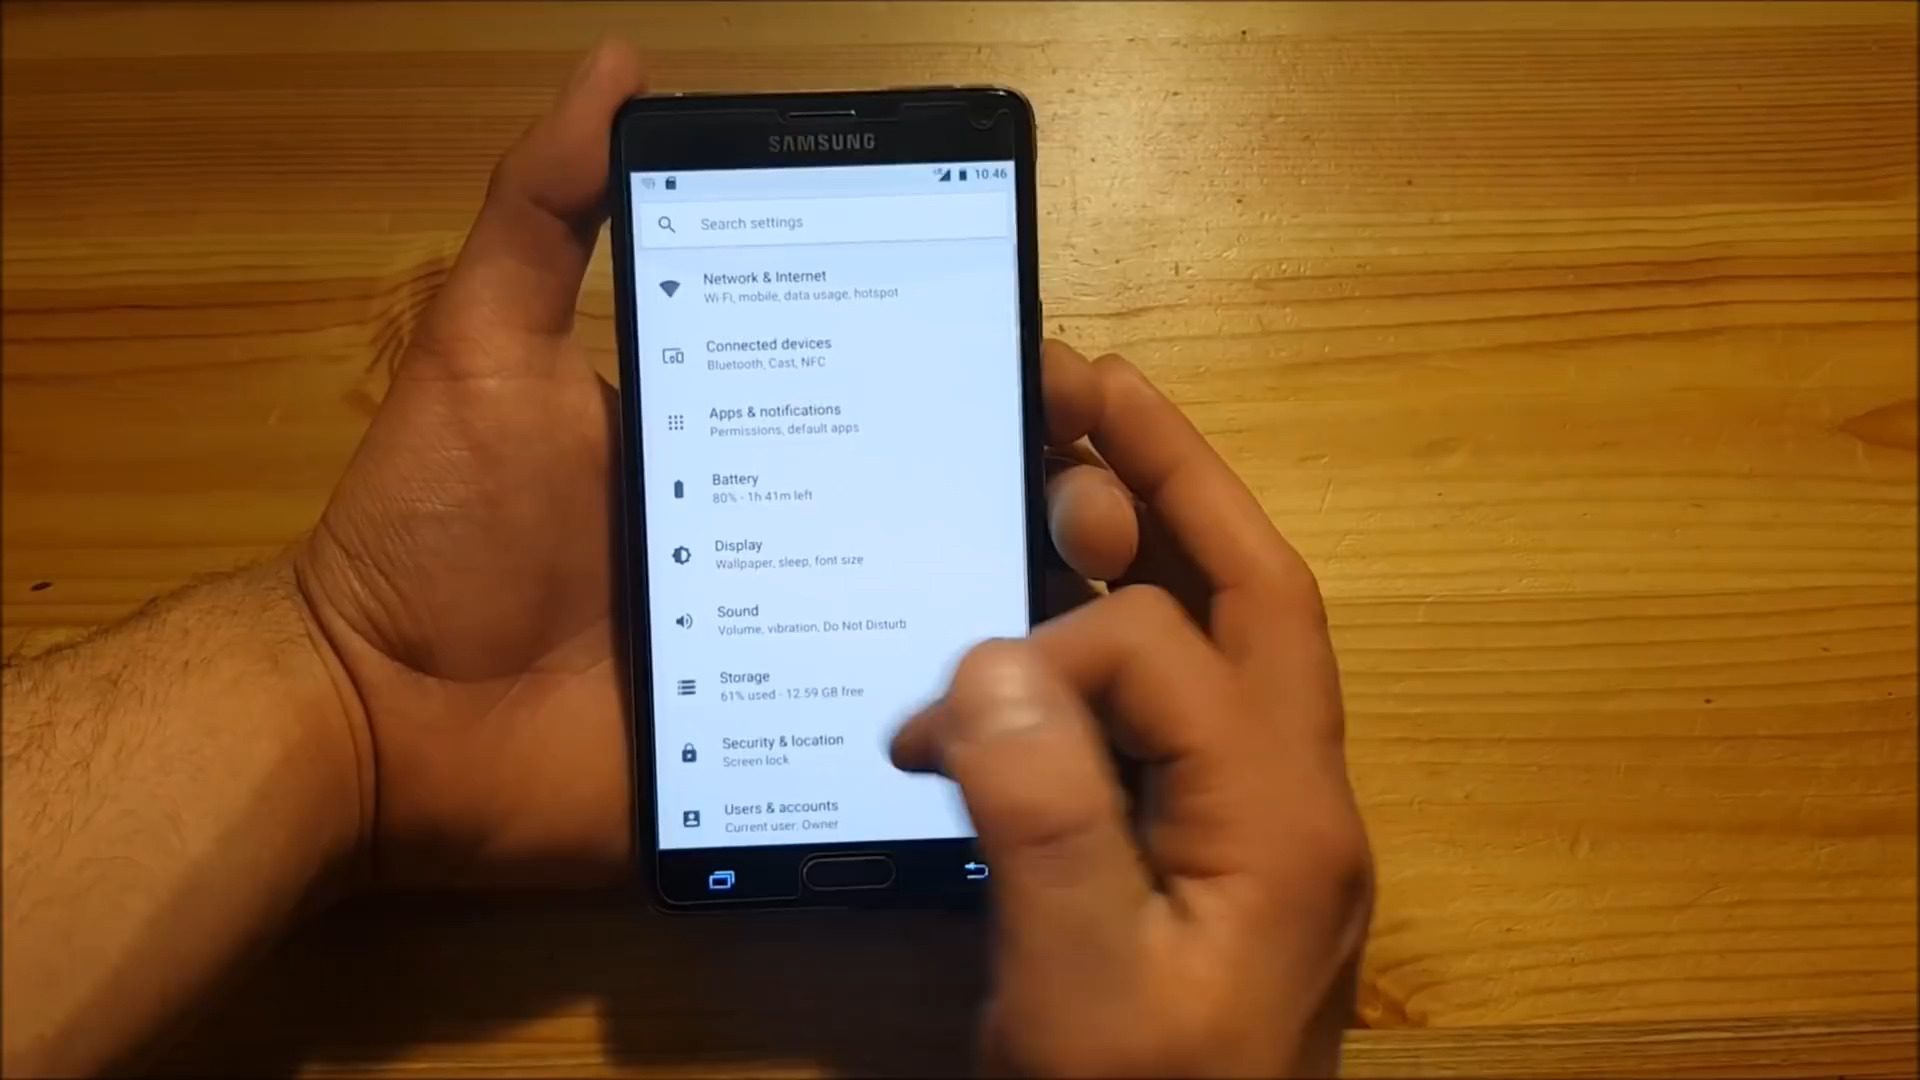 SAMSUNG
10.46
Search settings
Network & Internet
Wi-Fi, mobile, data usage, hotspot
Connected devices
Bluetooth, Cast, NFC
Apps & notifications
Permissions, default apps
Battery
80% - 1h 41m left
Display
Wallpaper, sleep, font size
Sound
Volume, vibration, Do Not Disturb
Storage
61% used - 12.59 GB free
Security & location
Screen lock
Users & accounts
Current user: Owner